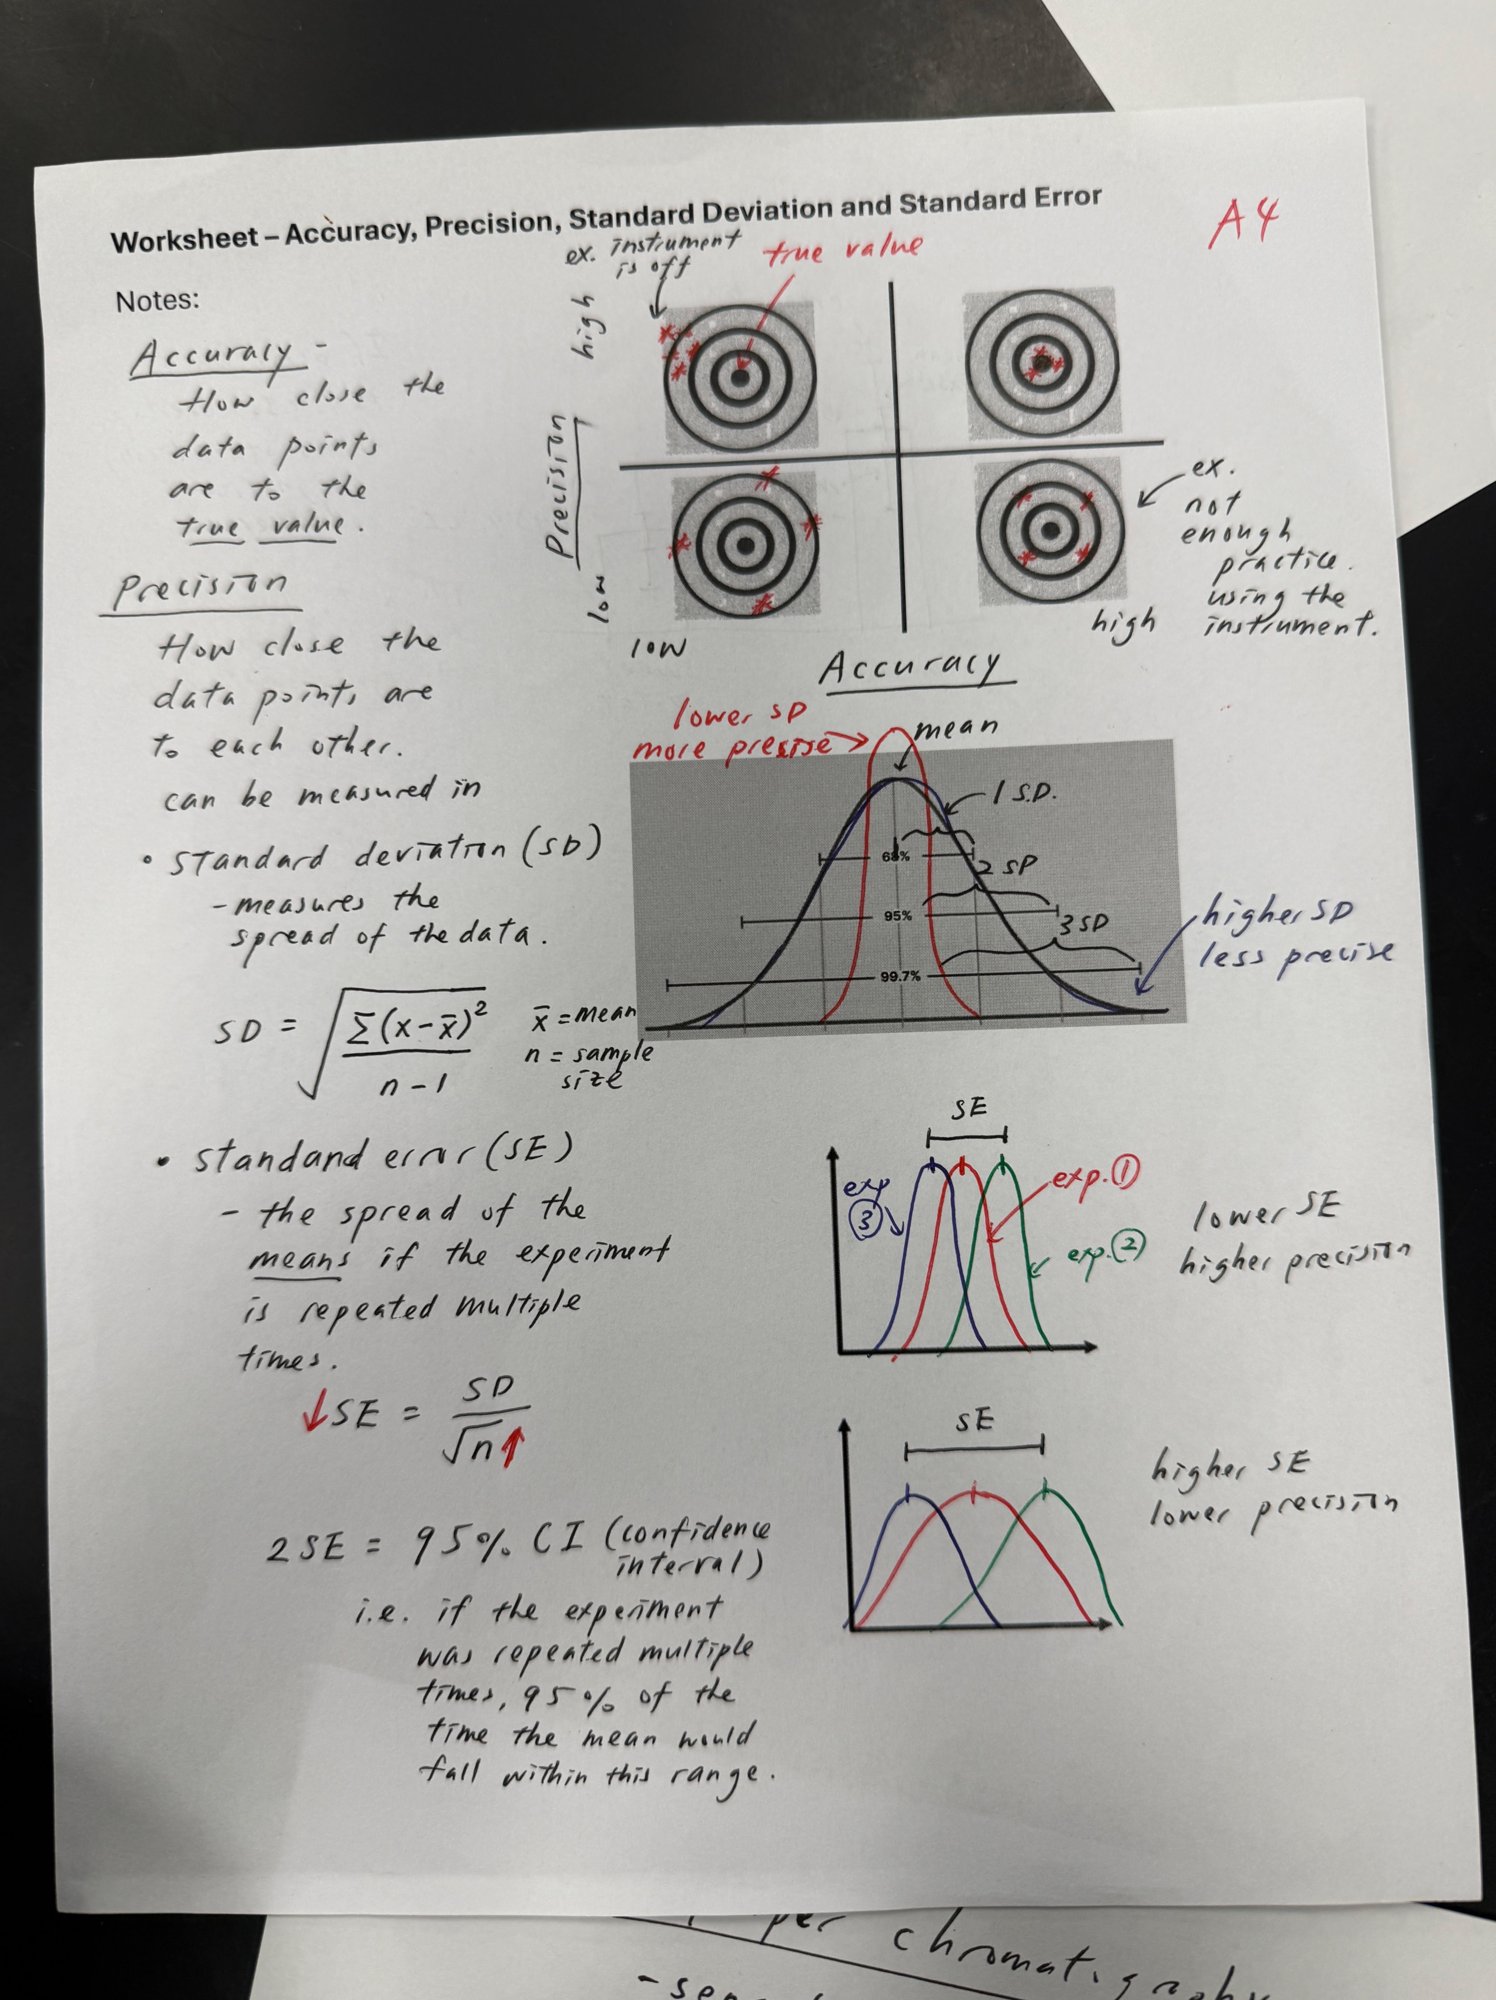 Worksheet – Accuracy, Precision, Standard Deviation and Standard Error
A4
Notes:
ex. instrument
is off
true value
high
Precision
low
low
high
Accuracy
ex.
not
enough
practice.
using the
instrument.
Accuracy -
How close the
data points
are to the
true value.
Precision
How close the
data points are
to each other.
can be measured in
• standard deviation (SD)
- measures the
spread of the data.
SD = √ Σ(x-x̄)²
n-1
x̄ = mean
n = sample
size
lower SD
more precise
mean
1 S.D.
68%
2 SD
95%
3 SD
99.7%
higher SD
less precise
• standard error (SE)
- the spread of the
means if the experiment
is repeated multiple
times.
↓SE = SD
√n↑
SE
exp
③
exp.①
exp.②
lower SE
higher precision
SE
higher SE
lower precision
2SE = 95% CI (confidence
interval)
i.e. if the experiment
was repeated multiple
times, 95% of the
time the mean would
fall within this range.
per chromatography